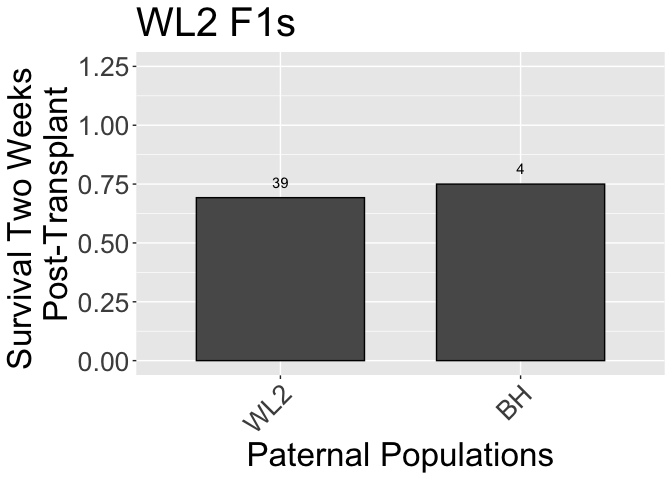 WL2 F1s
Survival Two Weeks
Post-Transplant
1.25
1.00
0.75
0.50
0.25
0.00
39
4
WL2
BH
Paternal Populations